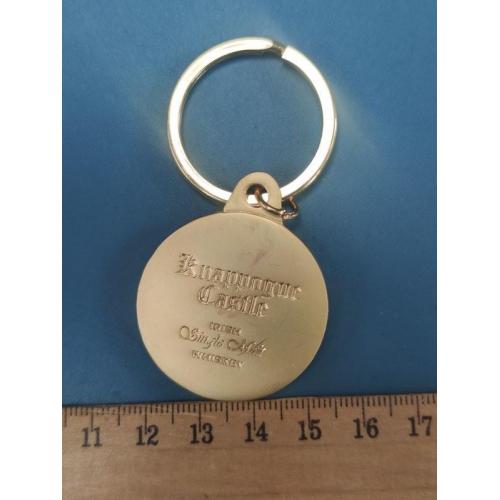 Knappogue
Castle
IRISH
Single Malt
WHISKEY
11 12 13 14 15 16 17